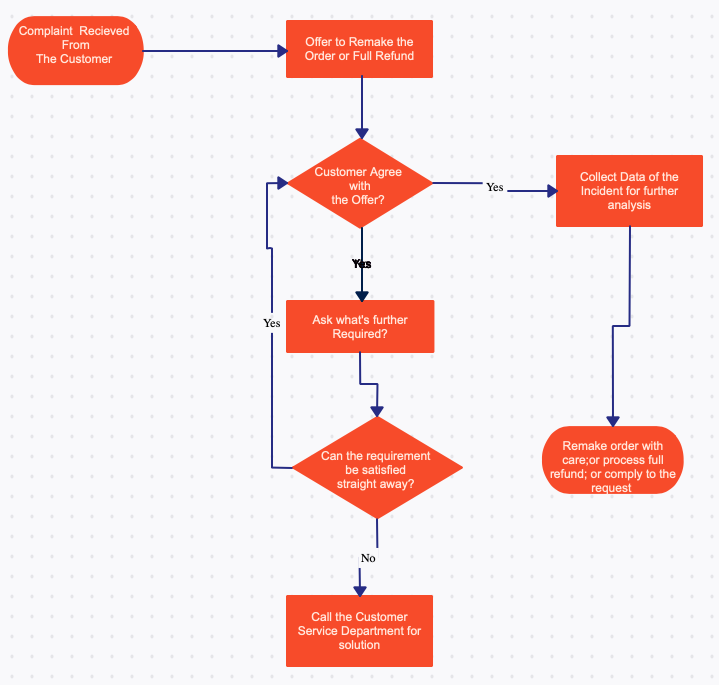 Complaint Recieved
From
The Customer
Offer to Remake the
Order or Full Refund
Customer Agree
with
the Offer?
Yes
Collect Data of the
Incident for further
analysis
Yes
Ask what's further
Required?
Yes
Can the requirement
be satisfied
straight away?
Remake order with
care;or process full
refund; or comply to the
request
No
Call the Customer
Service Department for
solution